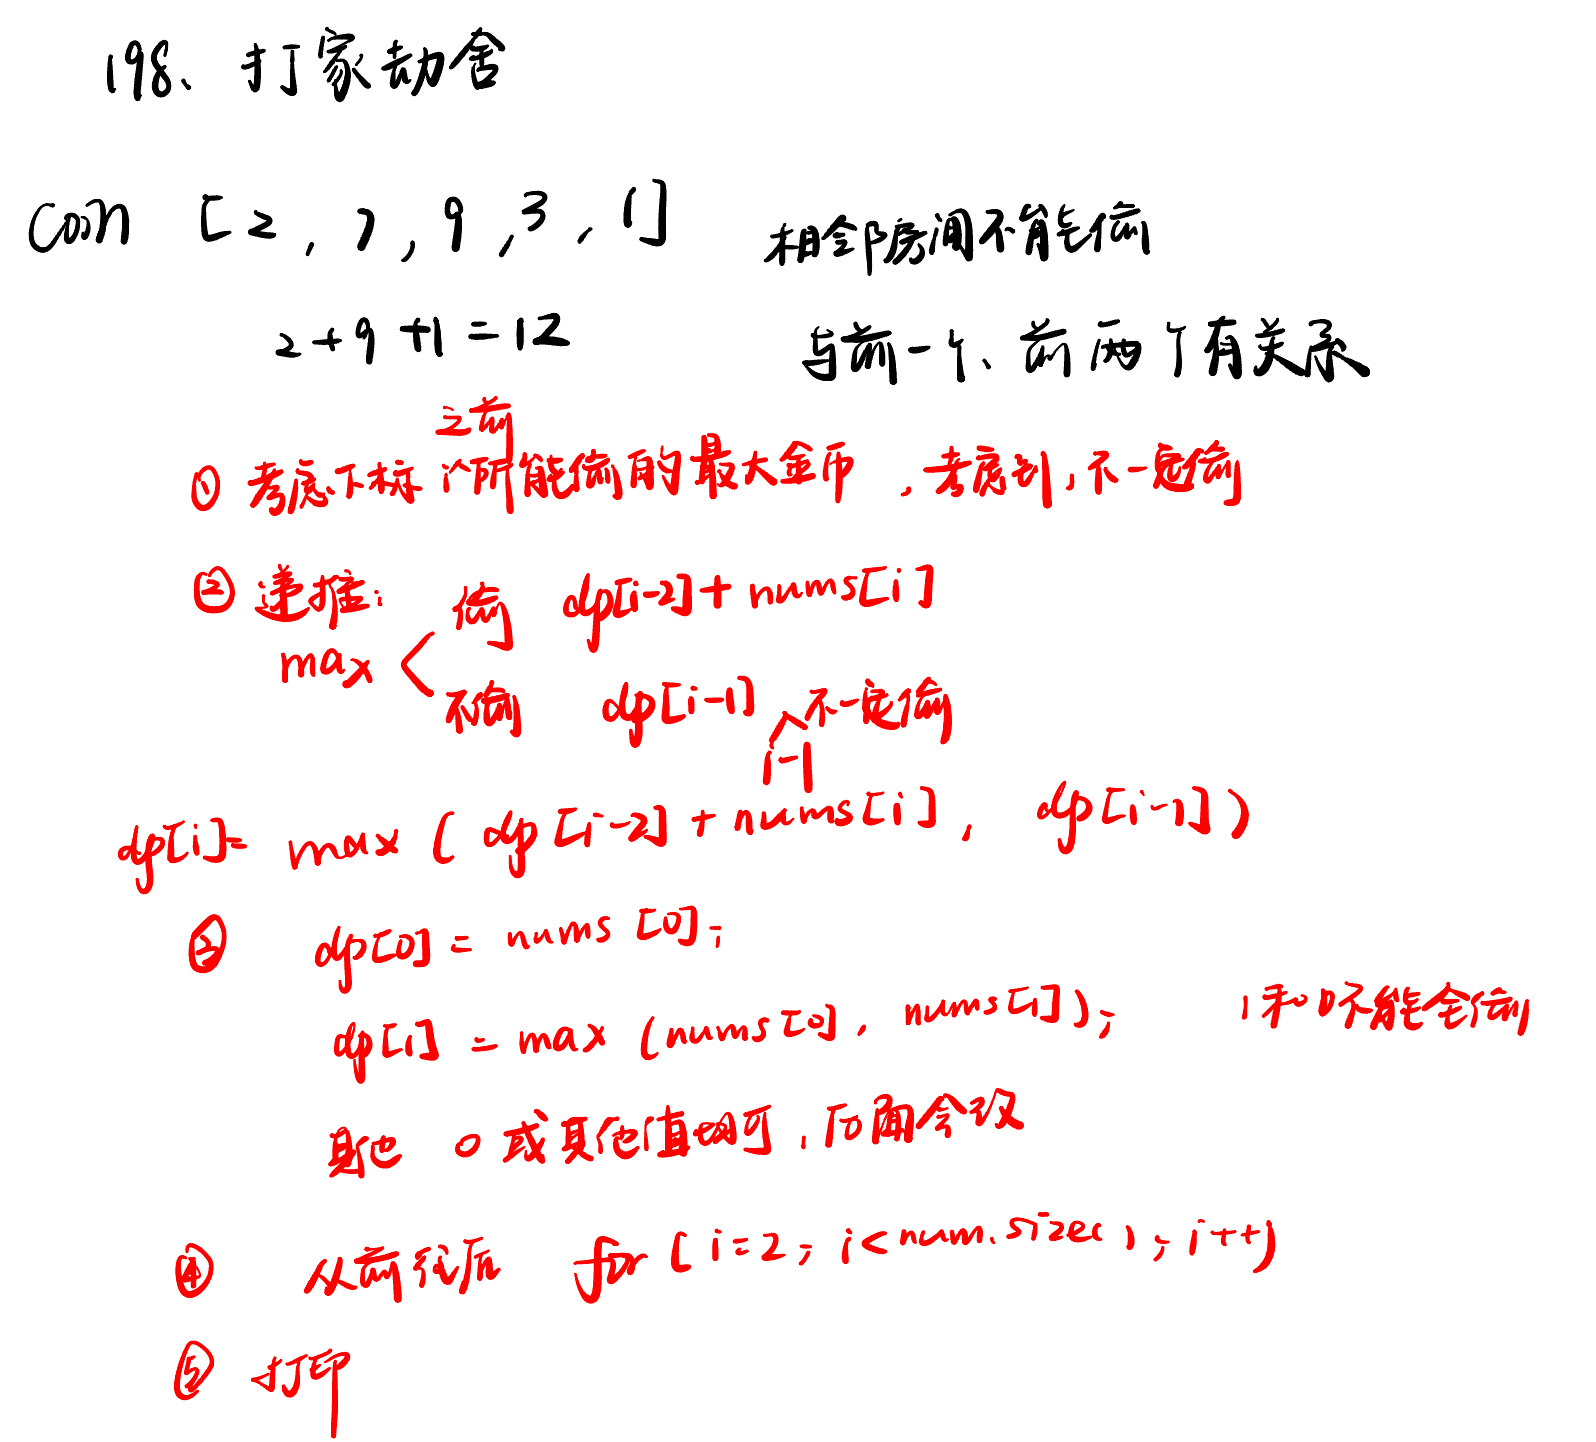 198、打家劫舍
coin [2,7,9,3,1] 相邻房间不能偷
2+9+1=12 与前一个、前两个有关系
之前
① 考虑下标 i 所能偷的最大金币,考虑到,不一定偷
② 递推: 偷 dp[i-2]+nums[i]
max
不偷 dp[i-1] 不一定偷
i-1
dp[i]= max(dp[i-2]+nums[i], dp[i-1])
③ dp[0]= nums[0];
dp[1] = max (nums[0], nums[1]); 1和0不能全偷
其他 0或其他值均可,后面会改
④ 从前往后 for(i=2; i<num.size(); i++)
⑤ 打印